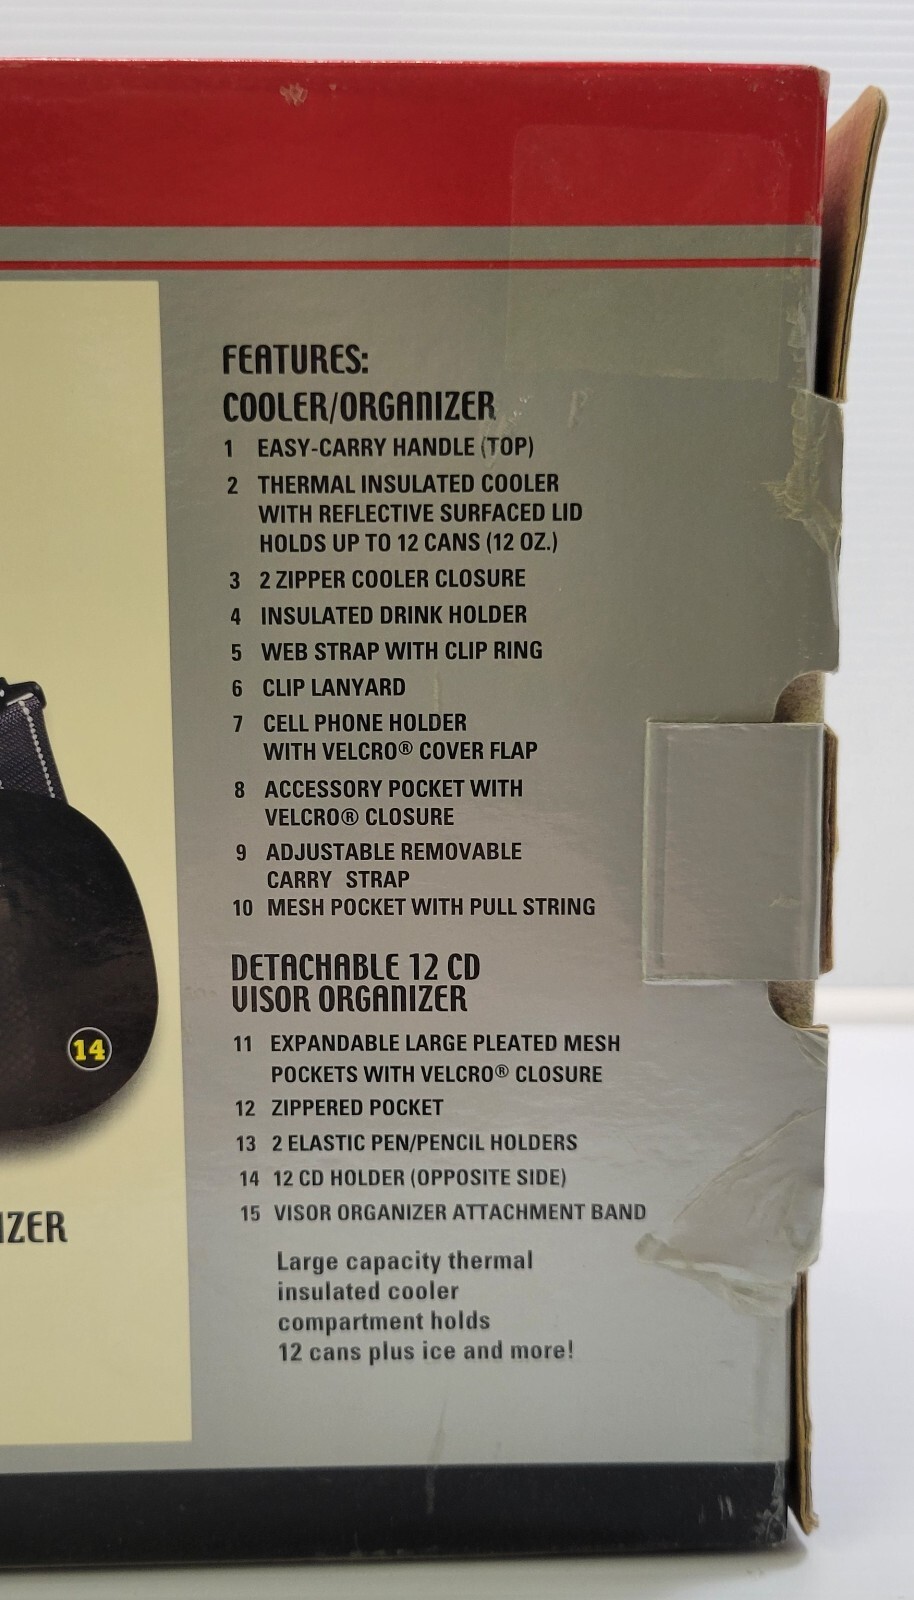 FEATURES:
COOLER/ORGANIZER
1 EASY-CARRY HANDLE (TOP)
2 THERMAL INSULATED COOLER
WITH REFLECTIVE SURFACED LID
HOLDS UP TO 12 CANS (12 OZ.)
3 2 ZIPPER COOLER CLOSURE
4 INSULATED DRINK HOLDER
5 WEB STRAP WITH CLIP RING
6 CLIP LANYARD
7 CELL PHONE HOLDER
WITH VELCRO® COVER FLAP
8 ACCESSORY POCKET WITH
VELCRO® CLOSURE
9 ADJUSTABLE REMOVABLE
CARRY STRAP
10 MESH POCKET WITH PULL STRING
DETACHABLE 12 CD
VISOR ORGANIZER
11 EXPANDABLE LARGE PLEATED MESH
POCKETS WITH VELCRO® CLOSURE
12 ZIPPERED POCKET
13 2 ELASTIC PEN/PENCIL HOLDERS
14 12 CD HOLDER (OPPOSITE SIDE)
15 VISOR ORGANIZER ATTACHMENT BAND
Large capacity thermal
insulated cooler
compartment holds
12 cans plus ice and more!
14
IZER